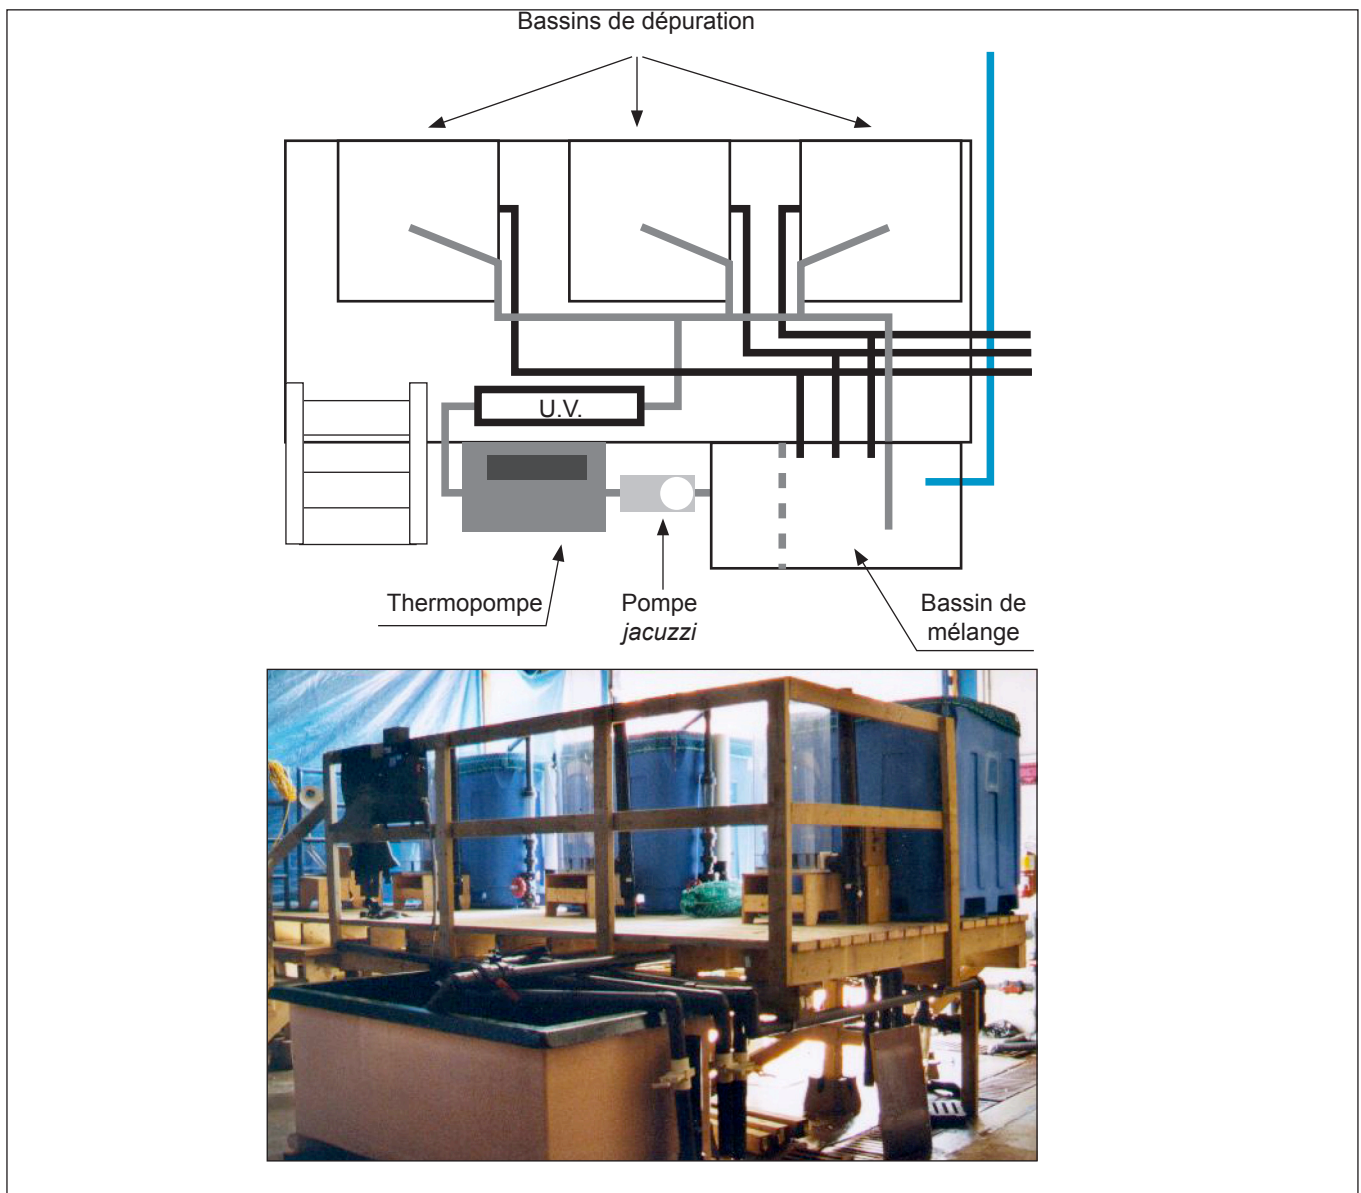 Bassins de dépuration
U.V.
Thermopompe
Pompe
jacuzzi
Bassin de
mélange